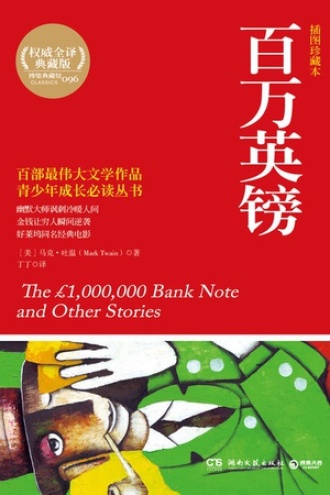 插图珍藏本
百万英镑
权威全译
典藏版
博集典藏馆
CLASSICS
096
百部最伟大文学作品
青少年成长必读丛书
幽默大师讽刺冷暖人间
金钱让穷人瞬间逆袭
好莱坞同名经典电影
［美］马克·吐温（Mark Twain）著
丁丁 译
The £1,000,000 Bank Note
and Other Stories
湖南文艺出版社
博集天卷